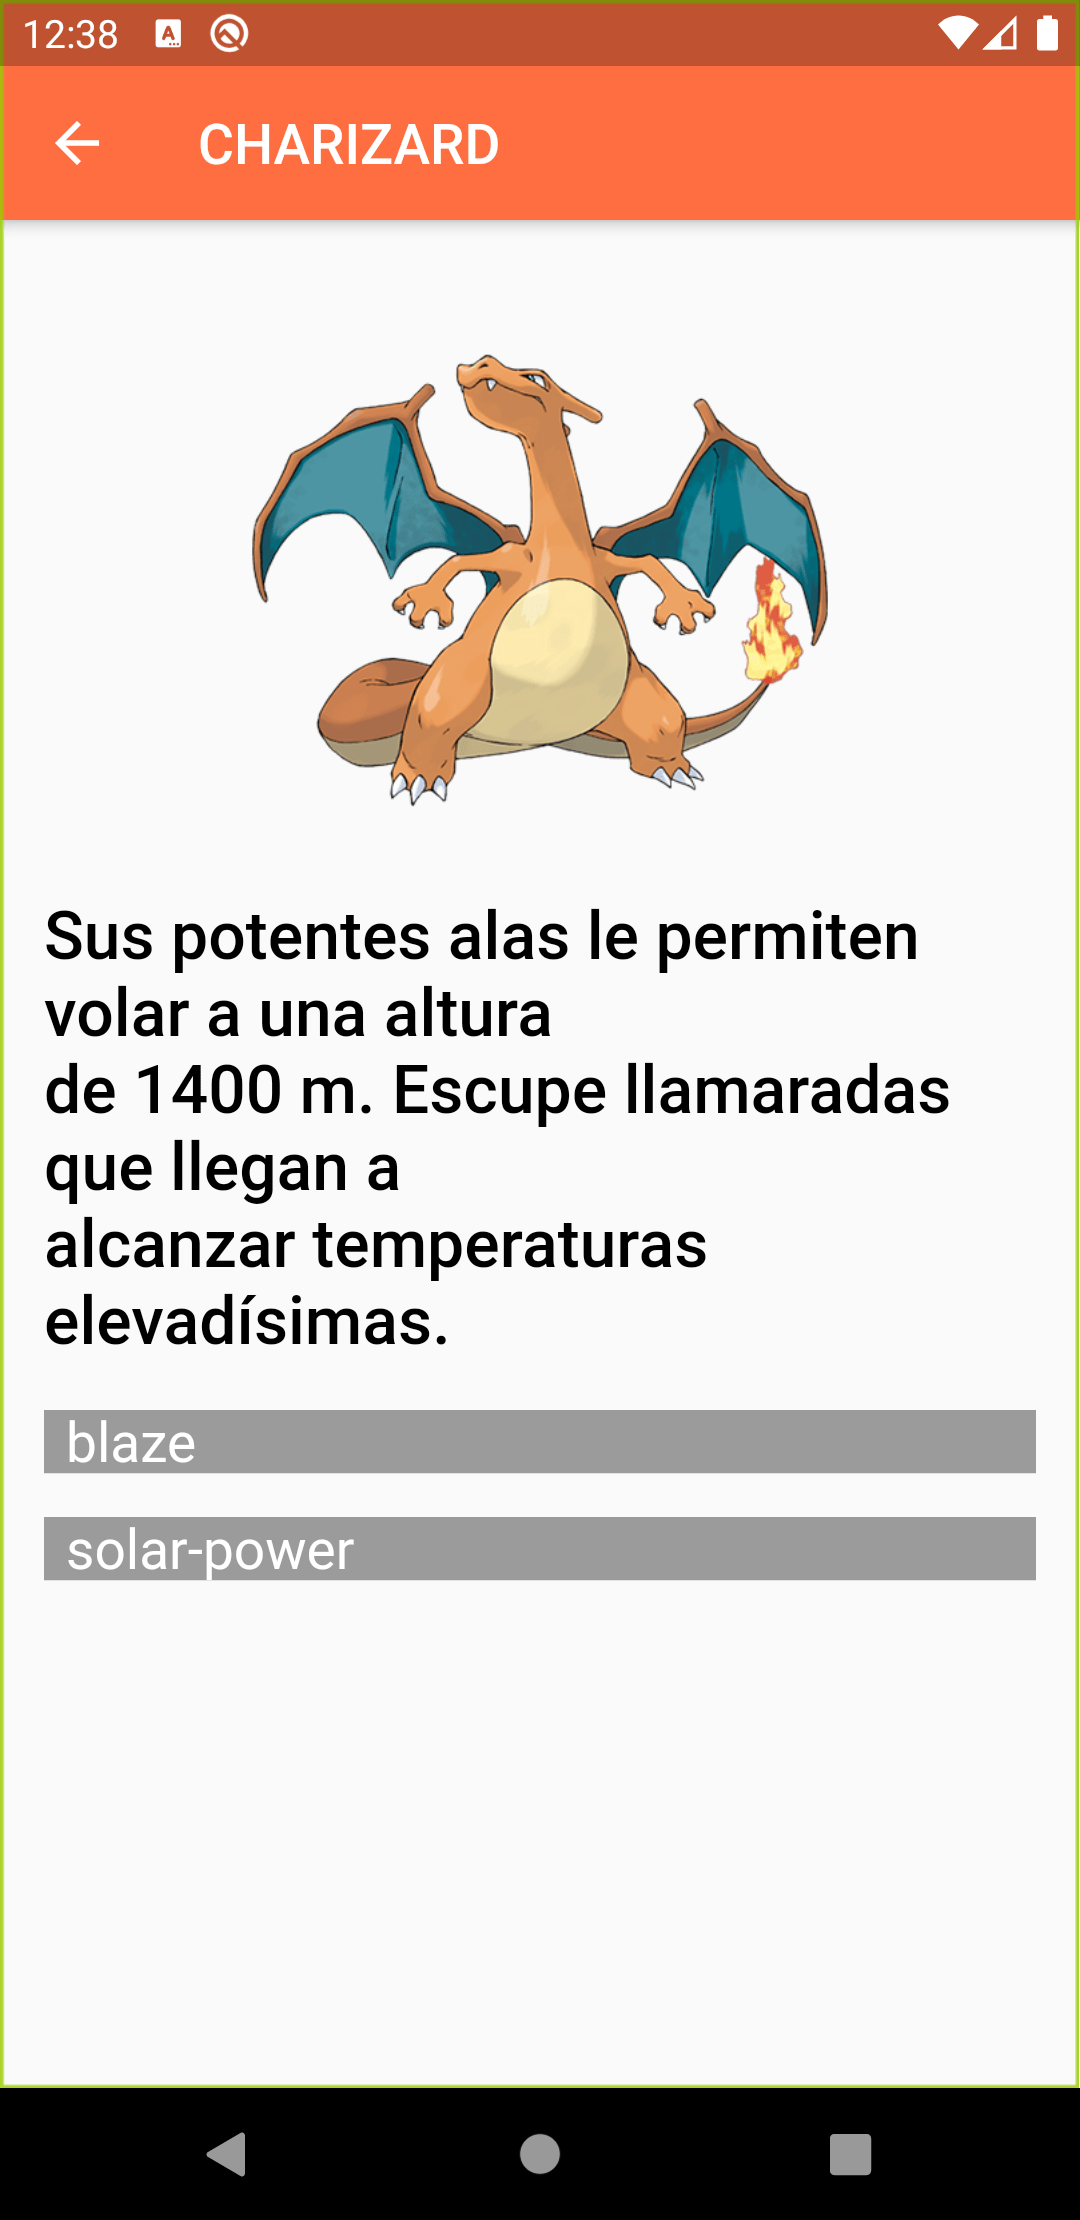 12:38
CHARIZARD
Sus potentes alas le permiten
volar a una altura
de 1400 m. Escupe llamaradas
que llegan a
alcanzar temperaturas
elevadísimas.
blaze
solar-power